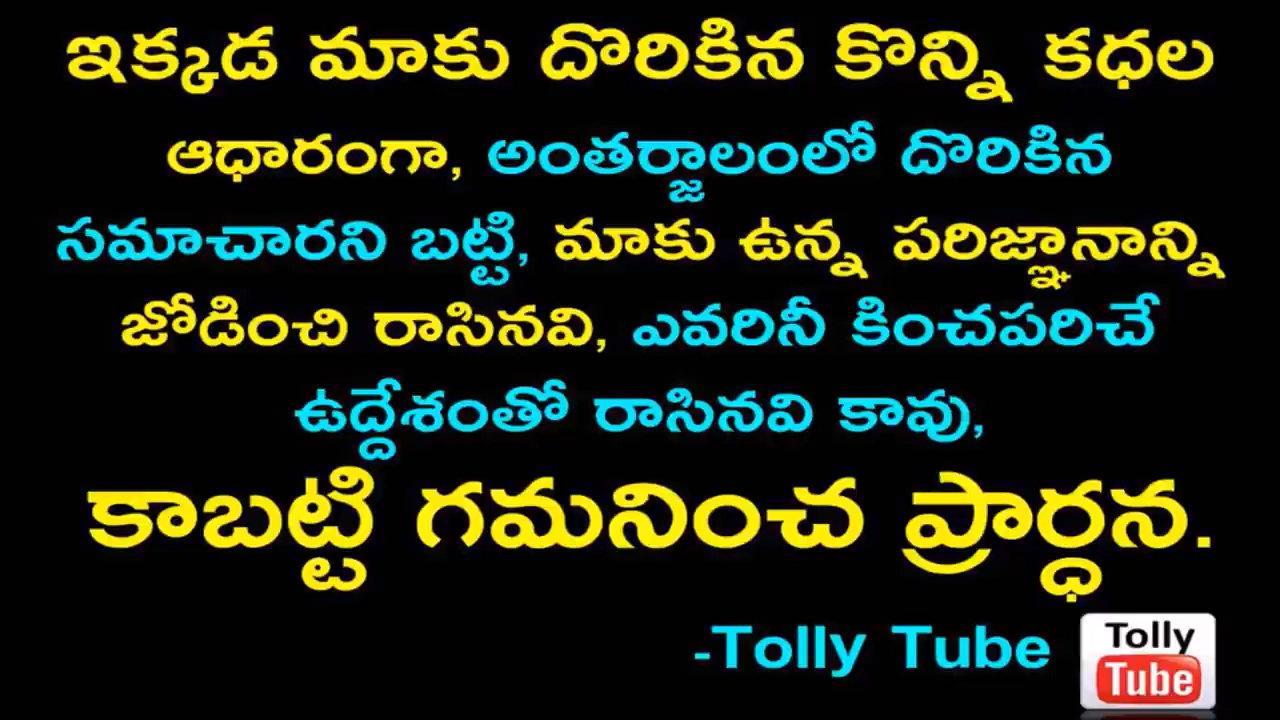 ఇక్కడ మాకు దొరికిన కొన్ని కధల
ఆధారంగా, అంతర్జాలంలో దొరికిన
సమాచారని బట్టి, మాకు ఉన్న పరిజ్ఞానాన్ని
జోడించి రాసినవి, ఎవరినీ కించపరిచే
ఉద్దేశంతో రాసినవి కావు,
కాబట్టి గమనించ ప్రార్ధన.
-Tolly Tube
Tolly
Tube